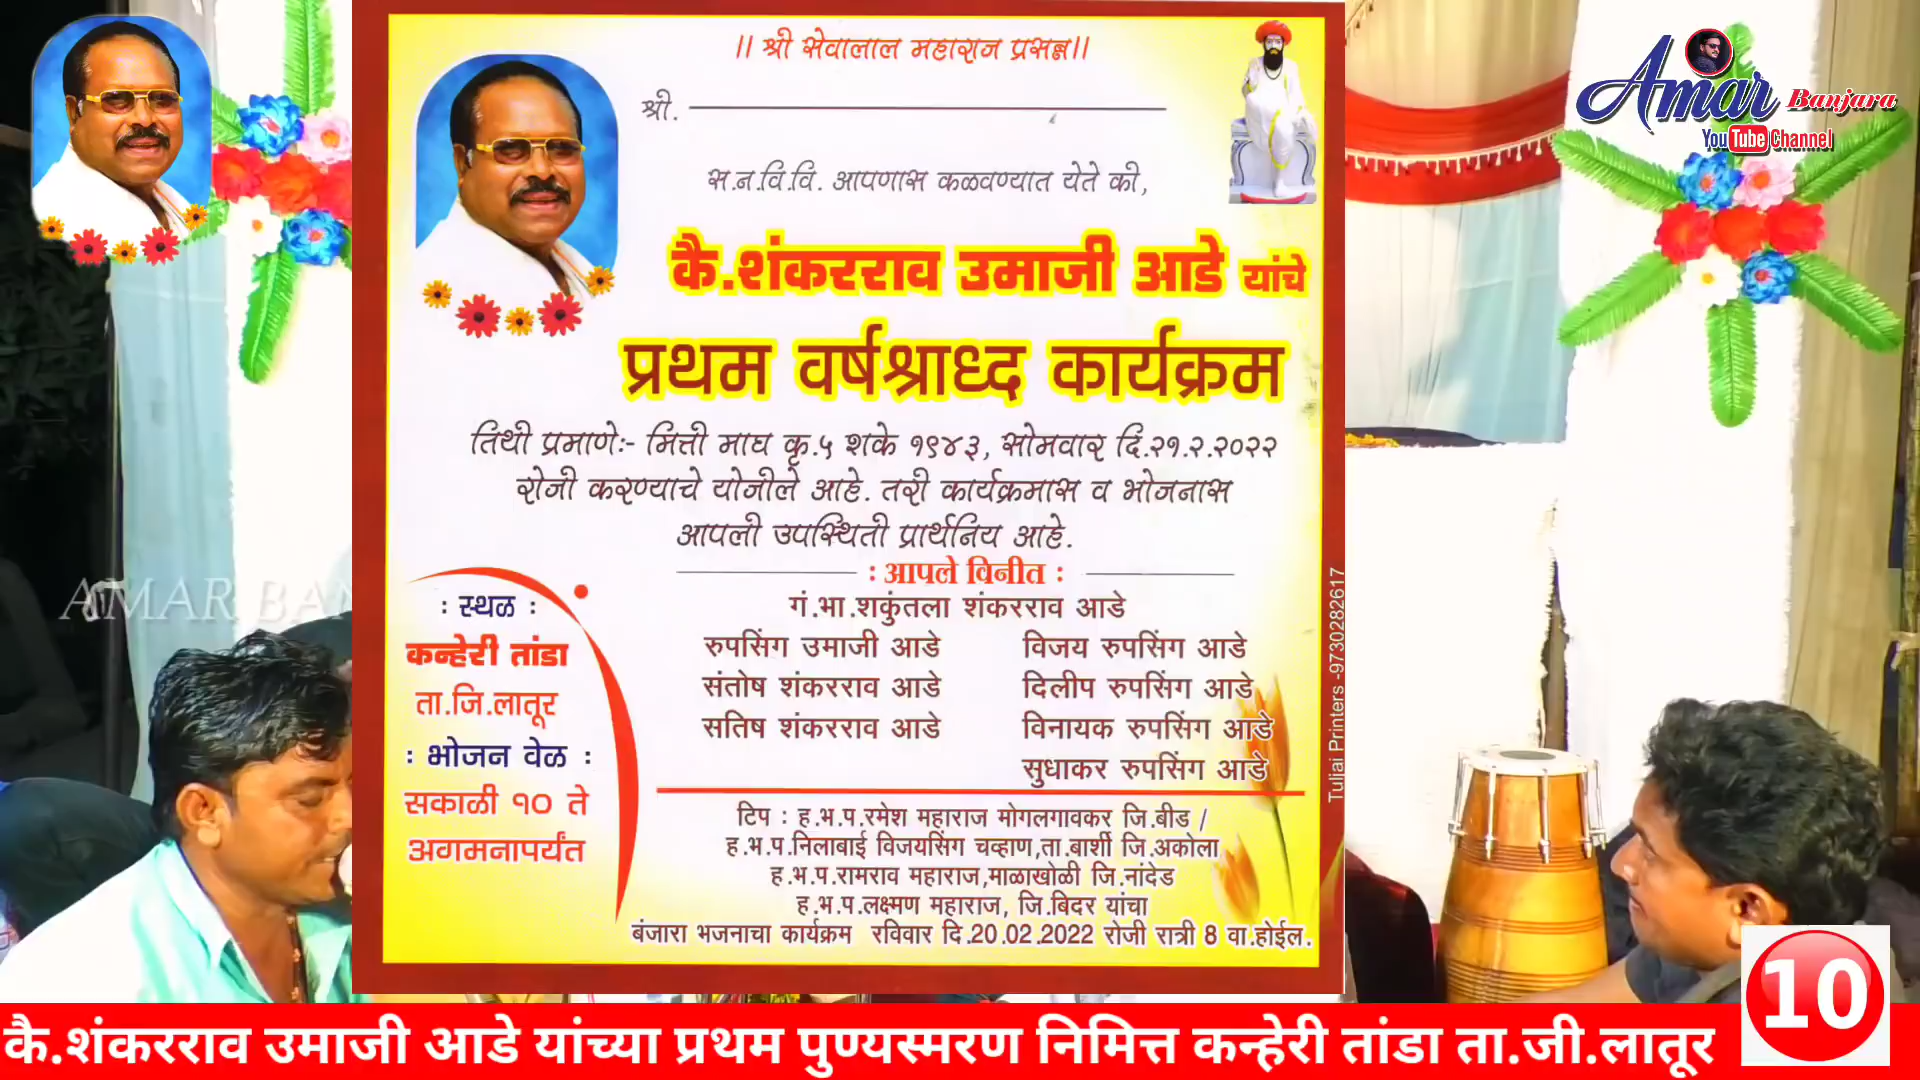 || श्री सेवालाल महाराज प्रसन्न ||
श्री.
स.न.वि.वि. आपणास कळवण्यात येते की,
कै.शंकरराव उमाजी आडे यांचे
प्रथम वर्षश्राध्द कार्यक्रम
तिथी प्रमाणेः- मित्ती माघ कृ.५ शके १९४३, सोमवार दि.२१.२.२०२२
रोजी करण्याचे योजीले आहे. तरी कार्यक्रमास व भोजनास
आपली उपस्थिती प्रार्थनिय आहे.
: आपले विनीत :
गं.भा.शकुंतला शंकरराव आडे
रुपसिंग उमाजी आडे
संतोष शंकरराव आडे
सतिष शंकरराव आडे
विजय रुपसिंग आडे
दिलीप रुपसिंग आडे
विनायक रुपसिंग आडे
सुधाकर रुपसिंग आडे
: स्थळ :
कन्हेरी तांडा
ता.जि.लातूर
: भोजन वेळ :
सकाळी १० ते
अगमनापर्यंत
टिप : ह.भ.प.रमेश महाराज मोगलगावकर जि.बीड /
ह.भ.प.निलाबाई विजयसिंग चव्हाण,ता.बार्शी जि.अकोला
ह.भ.प.रामराव महाराज,माळाखोळी जि.नांदेड
ह.भ.प.लक्ष्मण महाराज, जि.बिदर यांचा
बंजारा भजनाचा कार्यक्रम रविवार दि.20.02.2022 रोजी रात्री 8 वा.होईल.
Tuljai Printers -9730282617
Amar Banjara
YouTube Channel
AMAR BAN
कै.शंकरराव उमाजी आडे यांच्या प्रथम पुण्यस्मरण निमित्त कन्हेरी तांडा ता.जी.लातूर
10